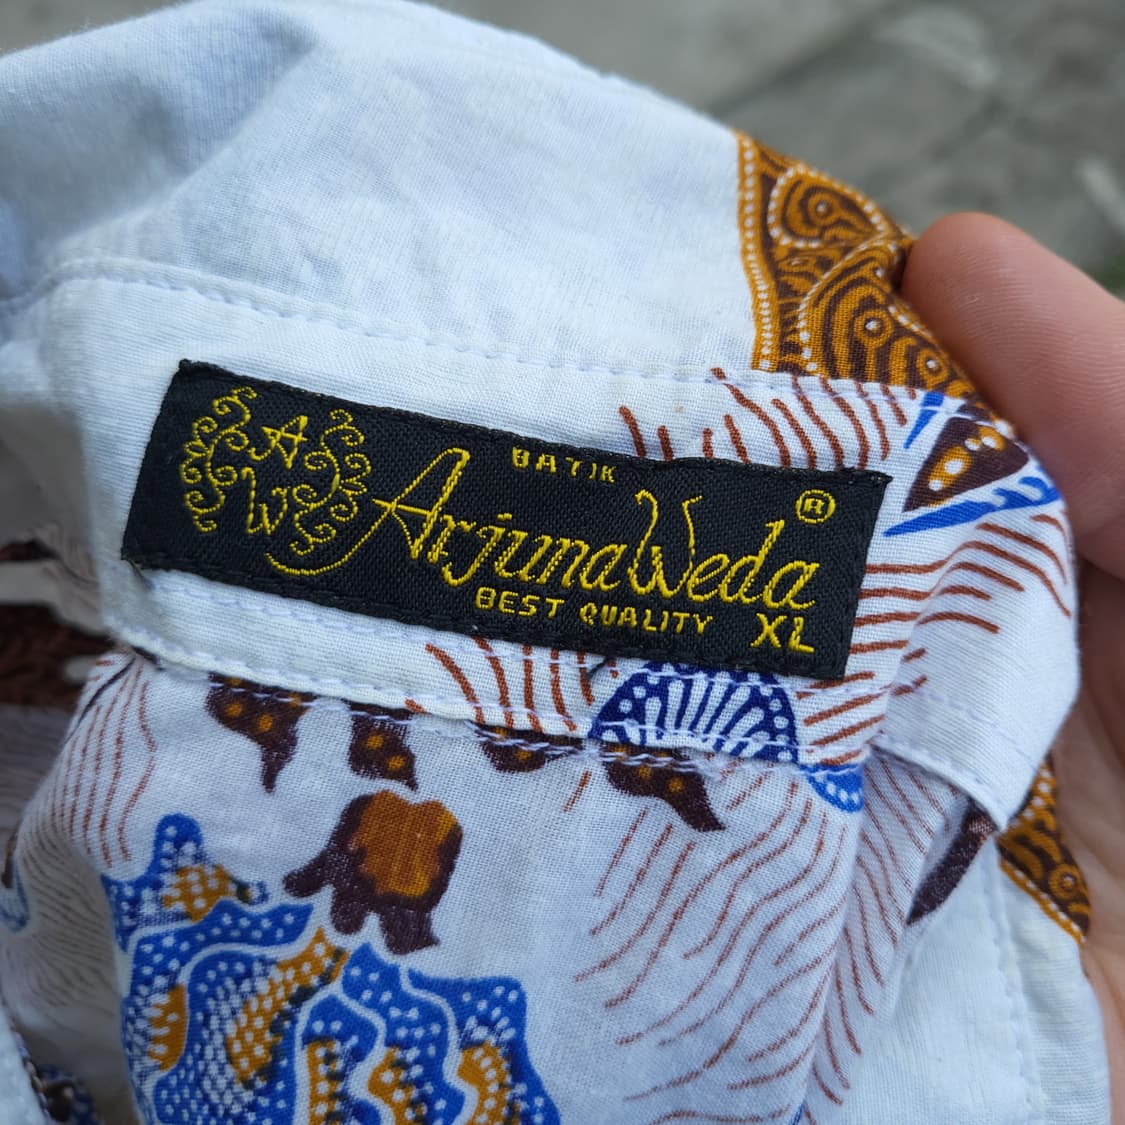 A
W
BATIK
ArjunaWeda ®
BEST QUALITY
XL